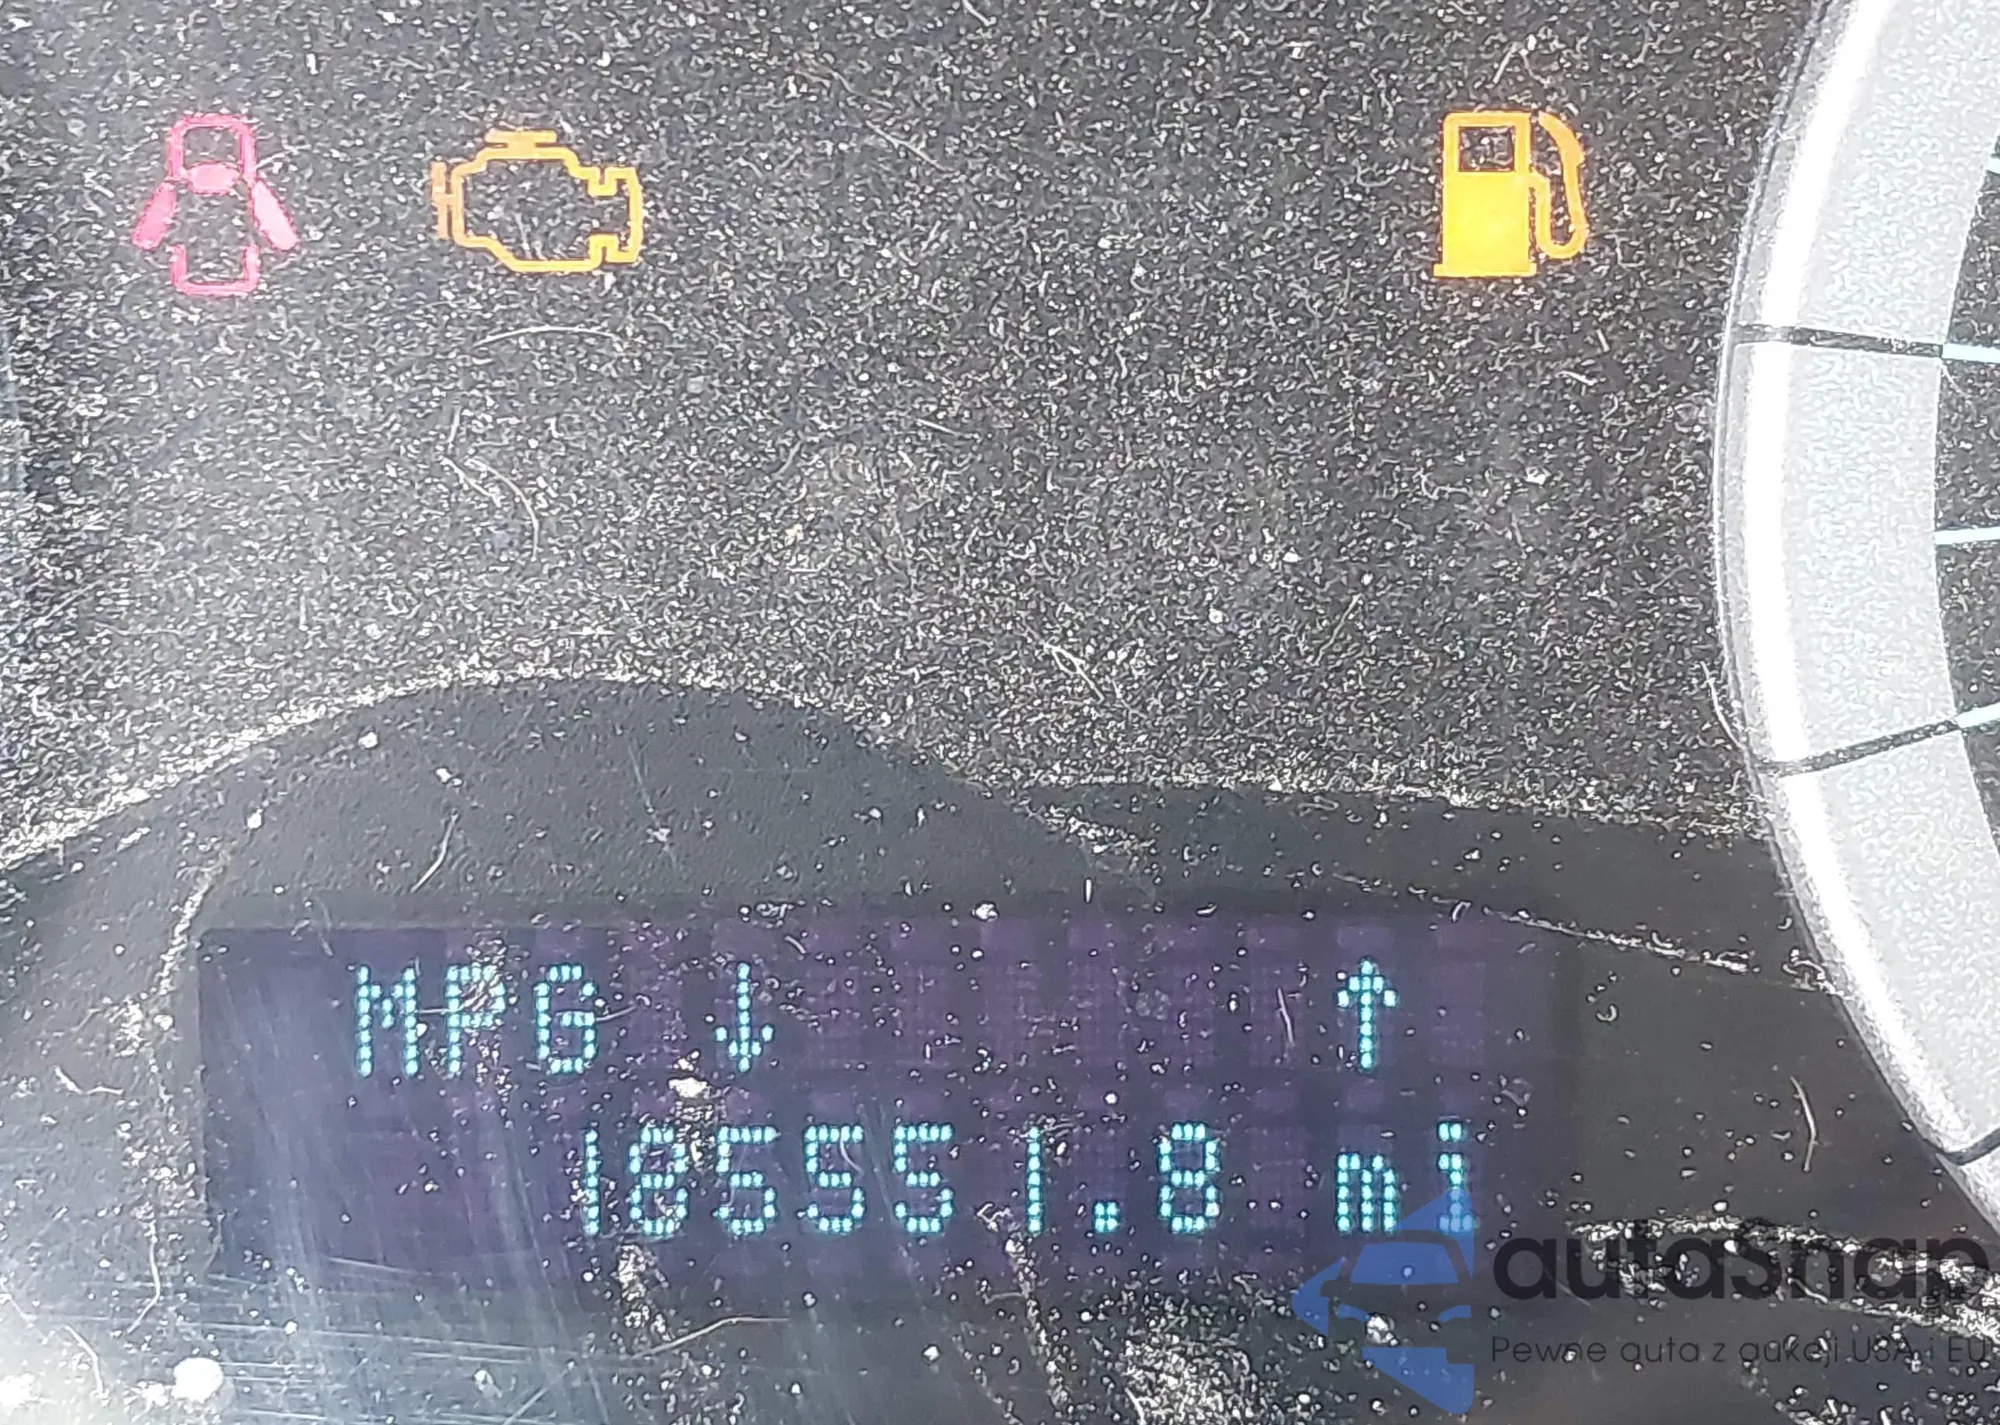 MPG ↓ ↑
185551.8 mi
autasnap
Pewne auta z aukcji USA i EU